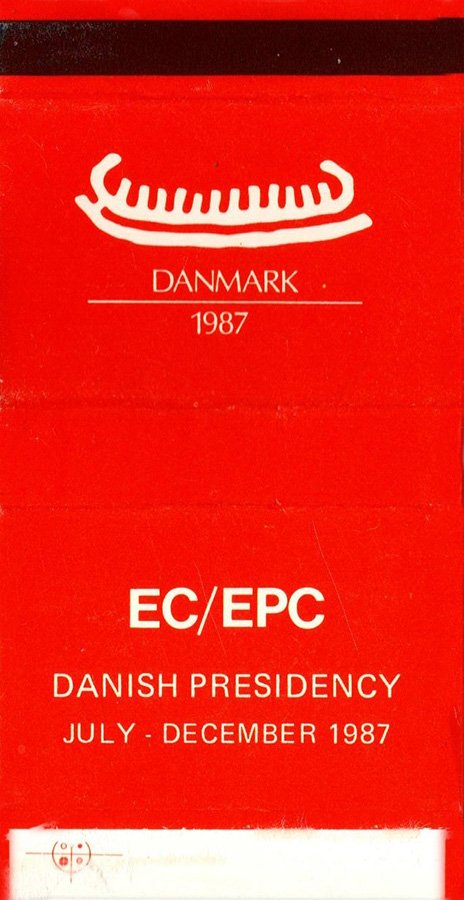 DANMARK
1987
EC/EPC
DANISH PRESIDENCY
JULY - DECEMBER 1987